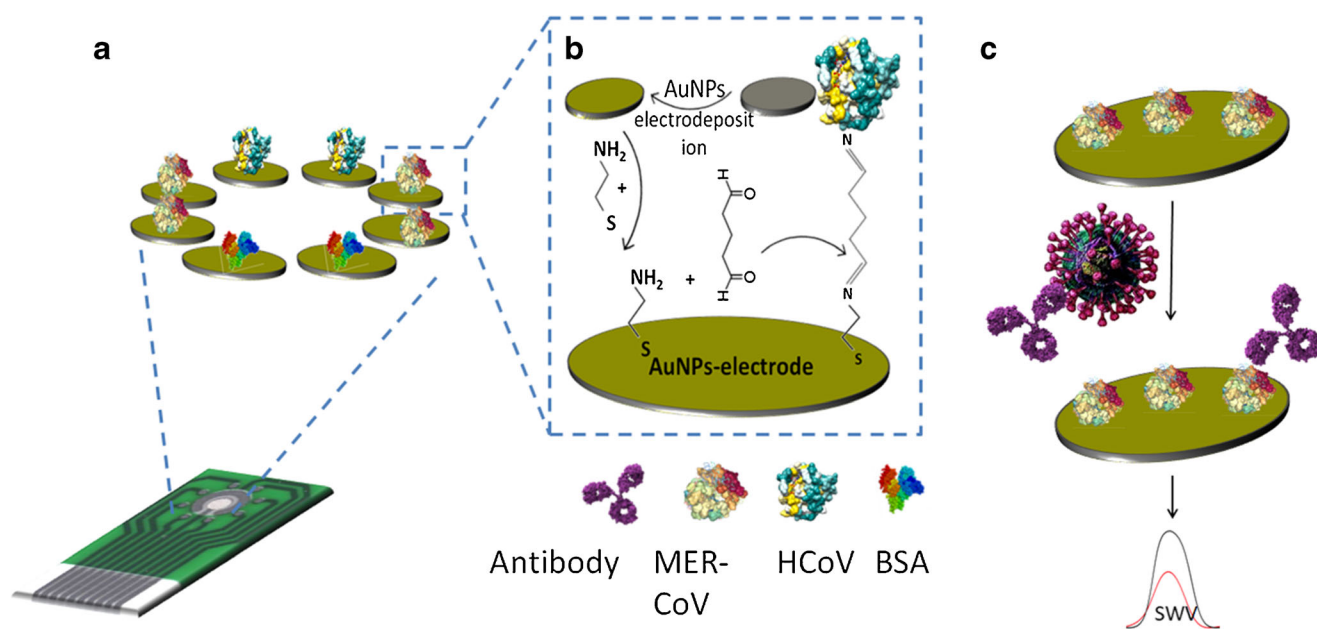 a
b
c
AuNPs
electrodeposit
ion
NH2
+
S
H
O
O
H
N
N
NH2
+
S
S
AuNPs-electrode
Antibody
MER-
CoV
HCoV
BSA
SWV